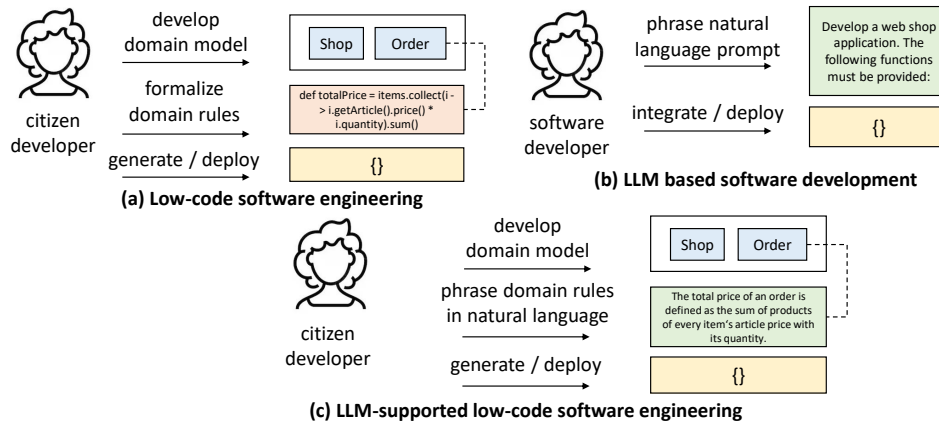 develop
domain model
Shop
Order
formalize
domain rules
def totalPrice = items.collect(i -
> i.getArticle().price() *
i.quantity).sum()
citizen
developer
generate / deploy
{}
(a) Low-code software engineering
phrase natural
language prompt
Develop a web shop
application. The
following functions
must be provided:
software
developer
integrate / deploy
{}
(b) LLM based software development
develop
domain model
Shop
Order
phrase domain rules
in natural language
The total price of an order is
defined as the sum of products
of every item's article price with
its quantity.
citizen
developer
generate / deploy
{}
(c) LLM-supported low-code software engineering